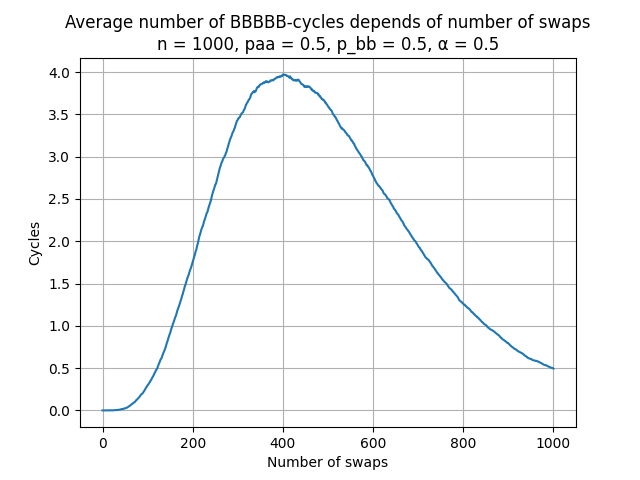 Average number of BBBBB-cycles depends of number of swaps
n = 1000, paa = 0.5, p_bb = 0.5, α = 0.5
4.0
3.5
3.0
2.5
2.0
1.5
1.0
0.5
0.0
Cycles
0 200 400 600 800 1000
Number of swaps